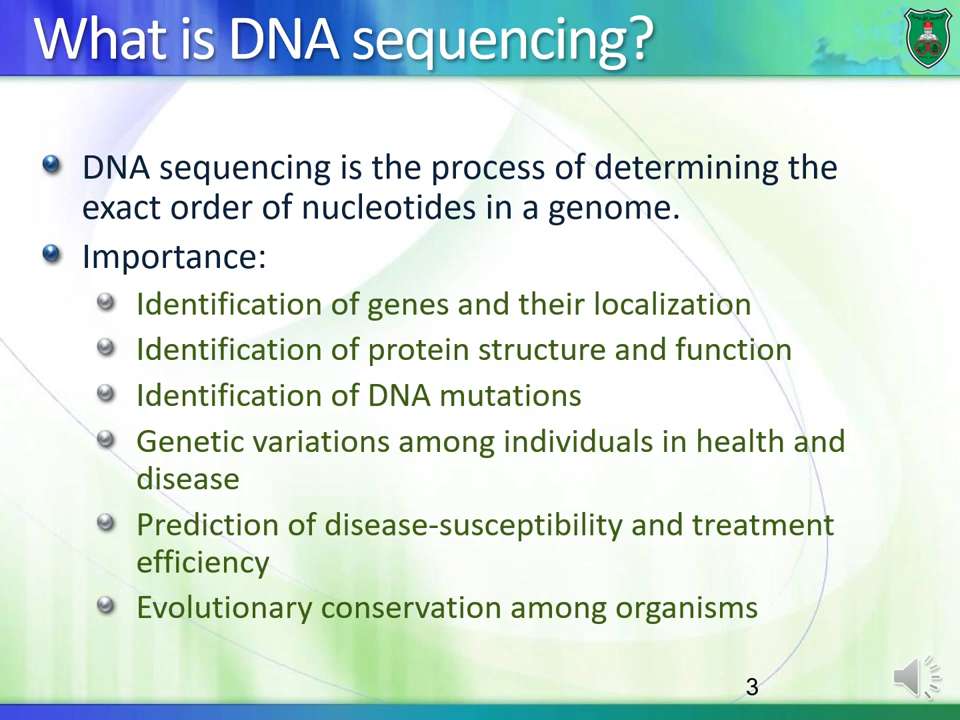 What is DNA sequencing?
DNA sequencing is the process of determining the
exact order of nucleotides in a genome.
Importance:
Identification of genes and their localization
Identification of protein structure and function
Identification of DNA mutations
Genetic variations among individuals in health and
disease
Prediction of disease-susceptibility and treatment
efficiency
Evolutionary conservation among organisms
3